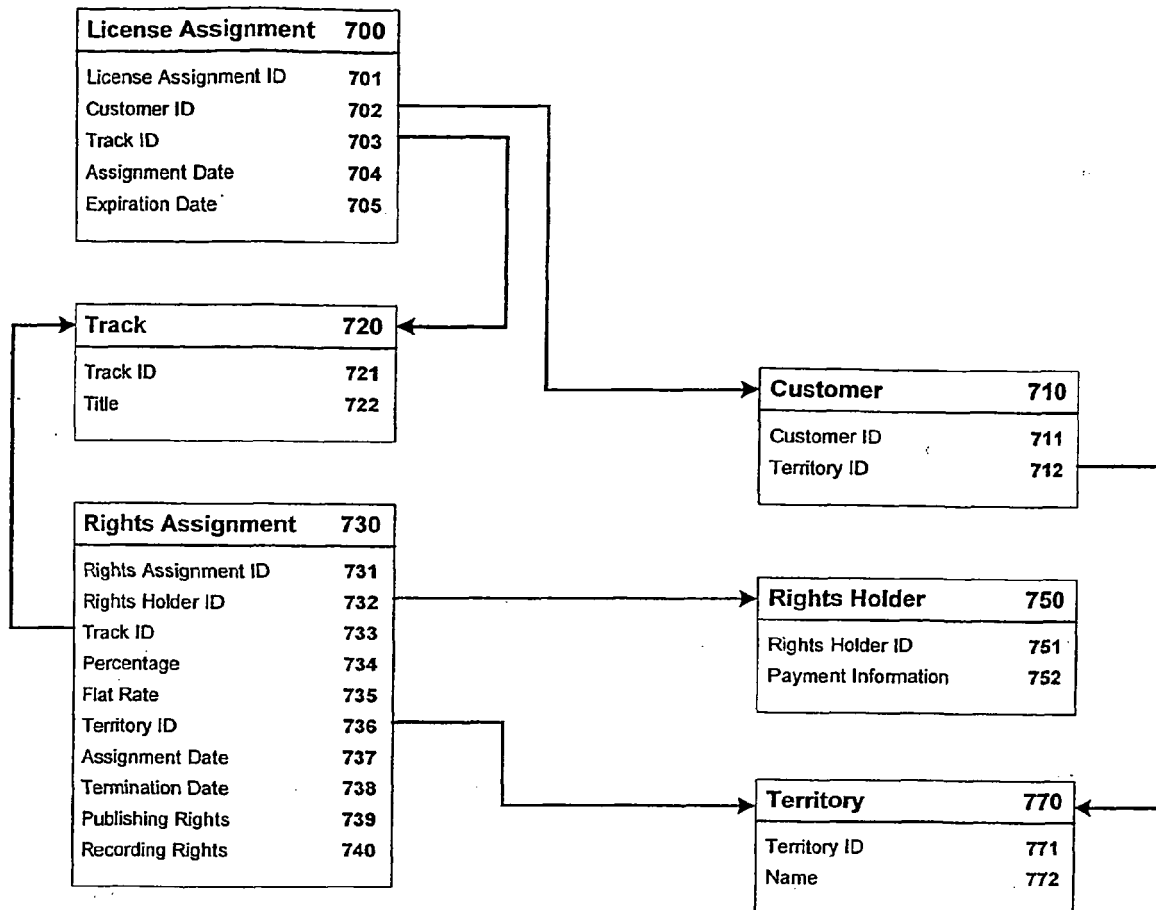 License Assignment 700
License Assignment ID 701
Customer ID 702
Track ID 703
Assignment Date 704
Expiration Date 705
Track 720
Track ID 721
Title 722
Customer 710
Customer ID 711
Territory ID 712
Rights Assignment 730
Rights Assignment ID 731
Rights Holder ID 732
Track ID 733
Percentage 734
Flat Rate 735
Territory ID 736
Assignment Date 737
Termination Date 738
Publishing Rights 739
Recording Rights 740
Rights Holder 750
Rights Holder ID 751
Payment Information 752
Territory 770
Territory ID 771
Name 772